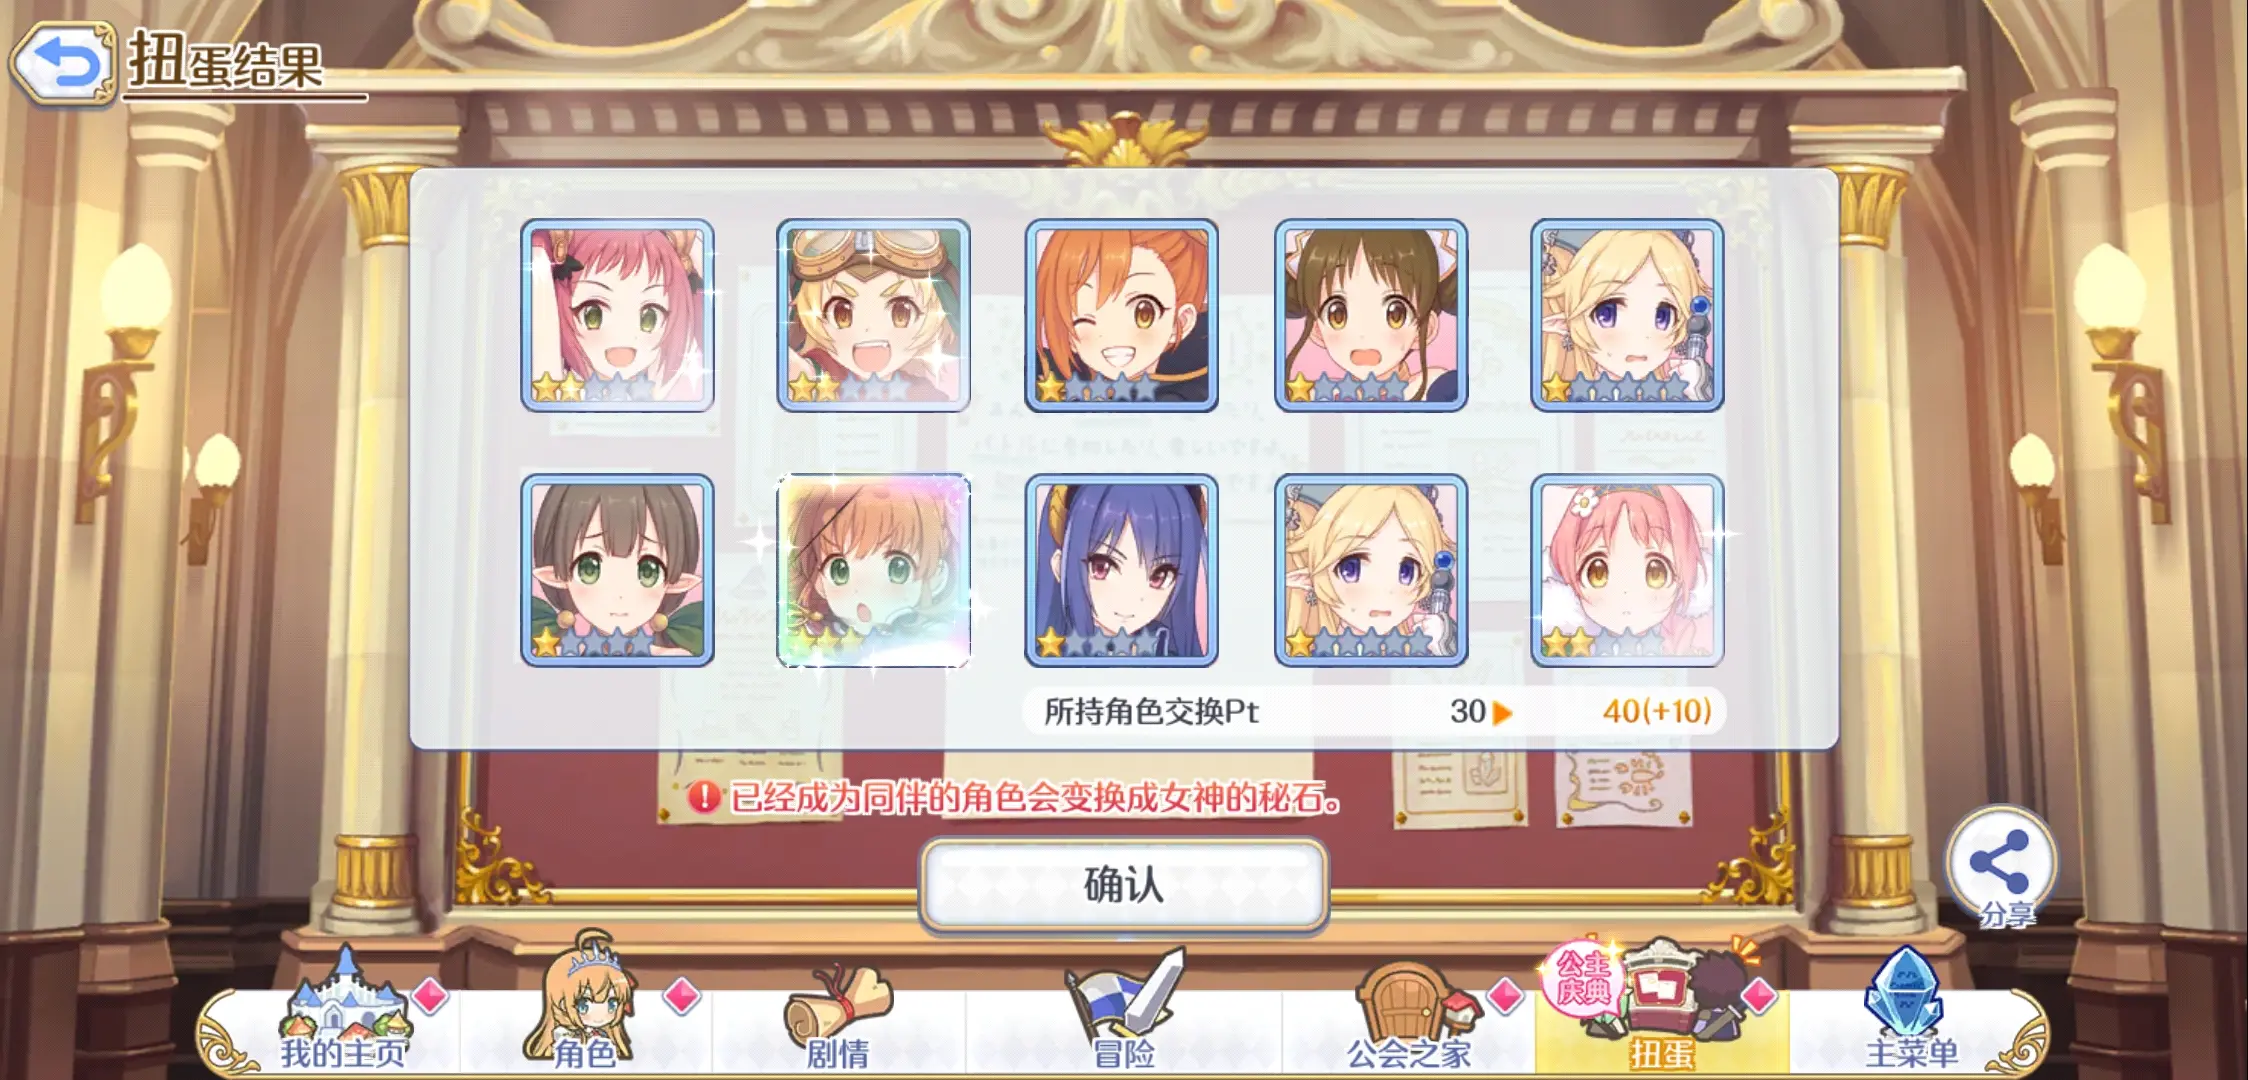 扭蛋结果
所持角色交换Pt 30 40(+10)
已经成为同伴的角色会变换成女神的秘石。
确认
分享
公主
庆典
我的主页
角色
剧情
冒险
公会之家
扭蛋
主菜单